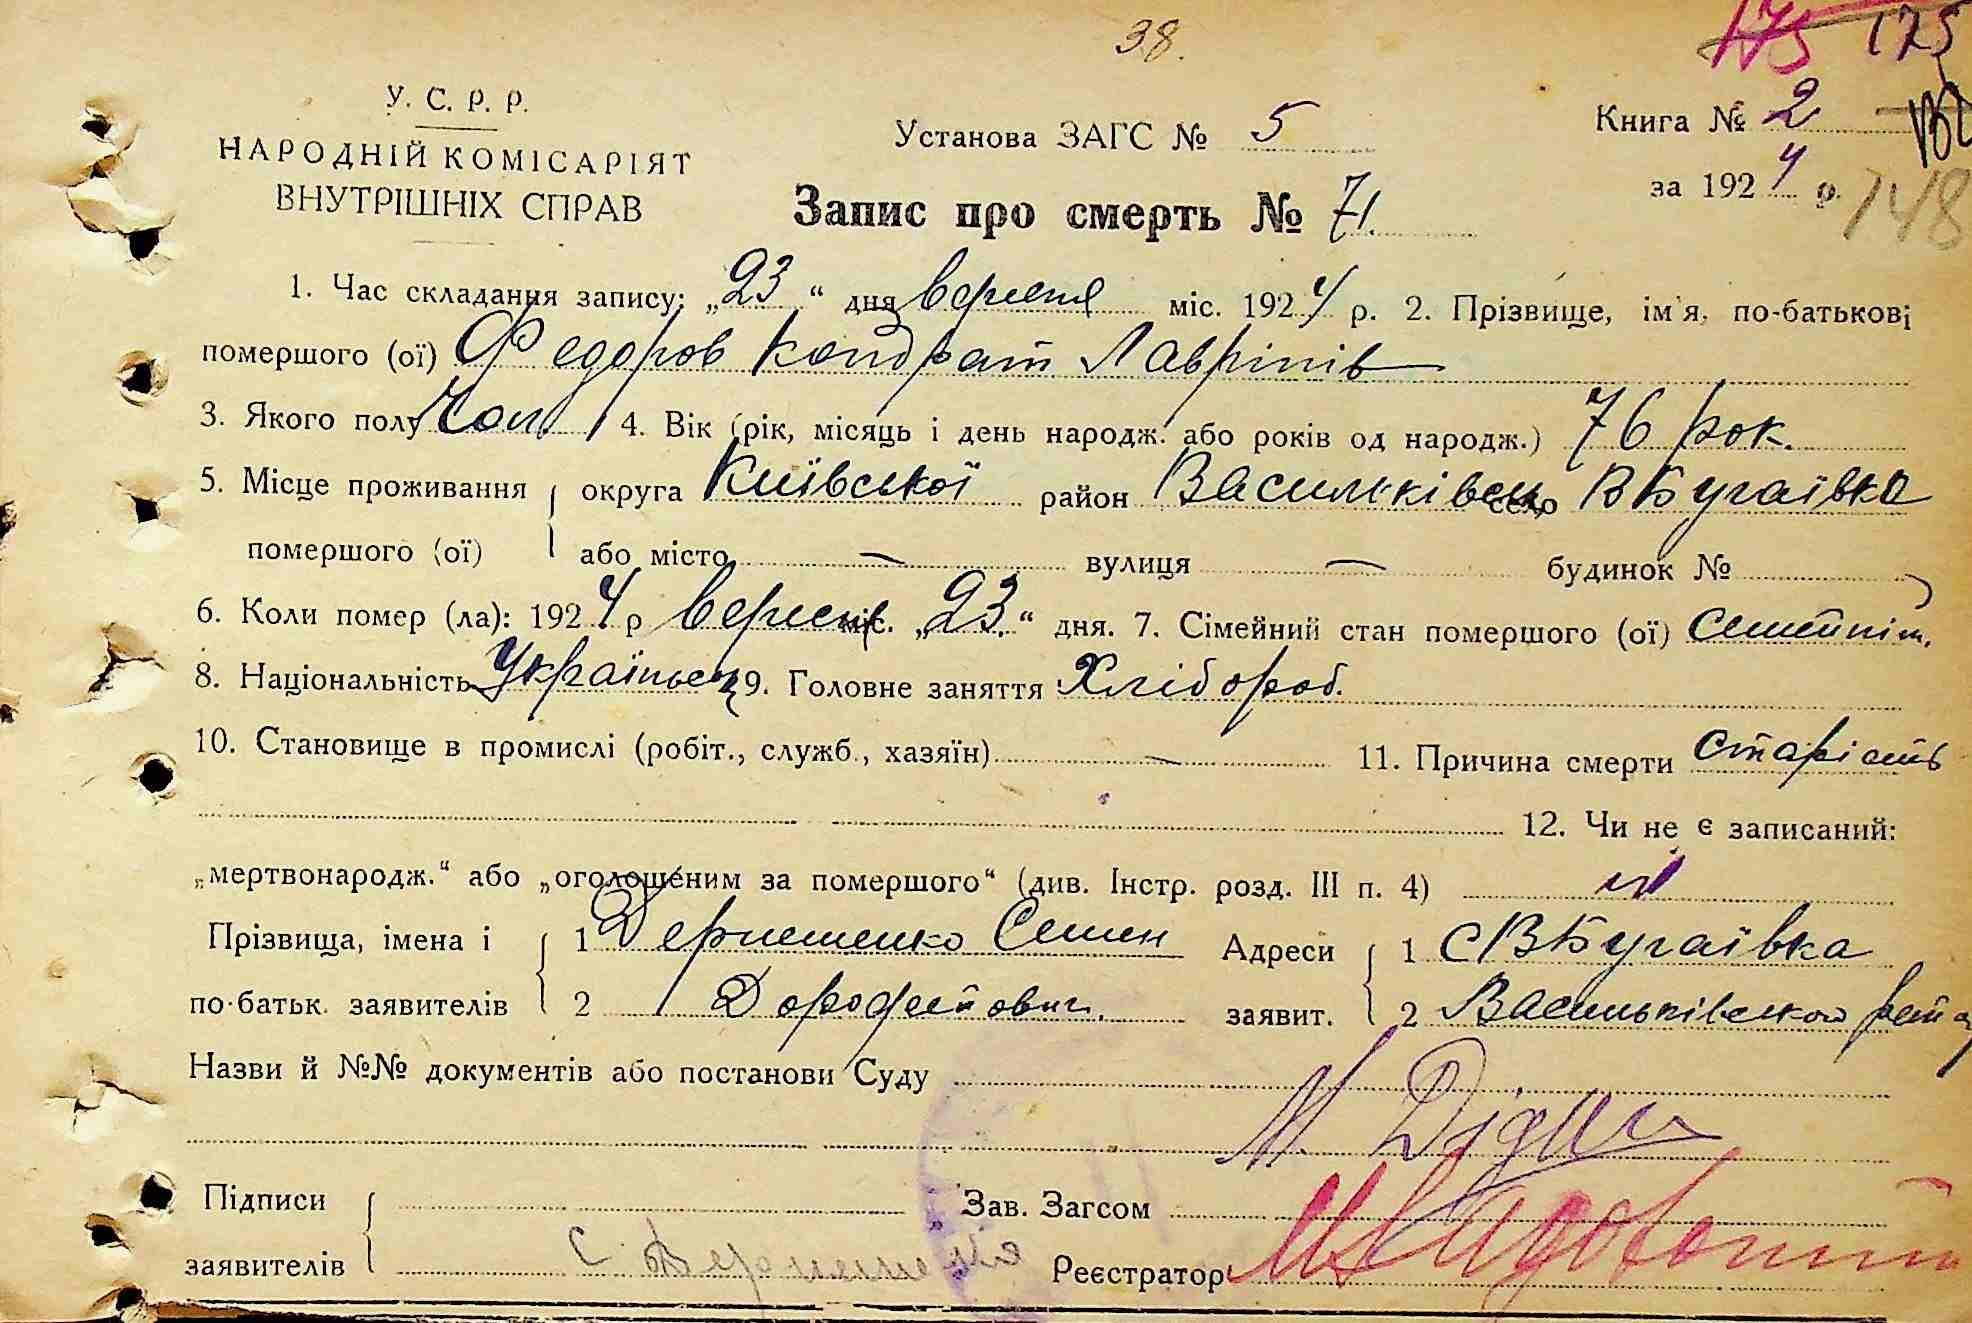 38.
175 175
У. С. Р. Р.
НАРОДНІЙ КОМІСАРІЯТ
ВНУТРІШНІХ СПРАВ
Установа ЗАГС № 5
Книга № 2
за 1924 р.
148
Запис про смерть № 71.
1. Час складання запису: „23“ дня вересня міс. 1924 р. 2. Прізвище, ім'я, по-батькові
помершого (ої) Федоров Кондрат Лаврінів
3. Якого полу Чол. 4. Вік (рік, місяць і день народж. або років од народж.) 76 рок.
5. Місце проживання округа Київської район Васильківськ село ВБугаївка
помершого (ої) або місто — вулиця — будинок №
6. Коли помер (ла): 1924 р вересня міс. „23.“ дня. 7. Сімейний стан помершого (ої)
8. Національність Українець 9. Головне заняття Хлібороб.
10. Становище в промислі (робіт., служб., хазяїн) — 11. Причина смерти старість
12. Чи не є записаний:
„мертвонародж.“ або „оголошеним за помершого“ (див. Інстр. розд. III п. 4) ні
Прізвища, імена і 1 Семен Адреси 1 С ВБугаївка
по-батьк. заявителів 2 Дорофейович. заявит. 2 Васильківського
Назви й №№ документів або постанови Суду
М.
Підписи Зав. Загсом
заявителів С. Реєстратор